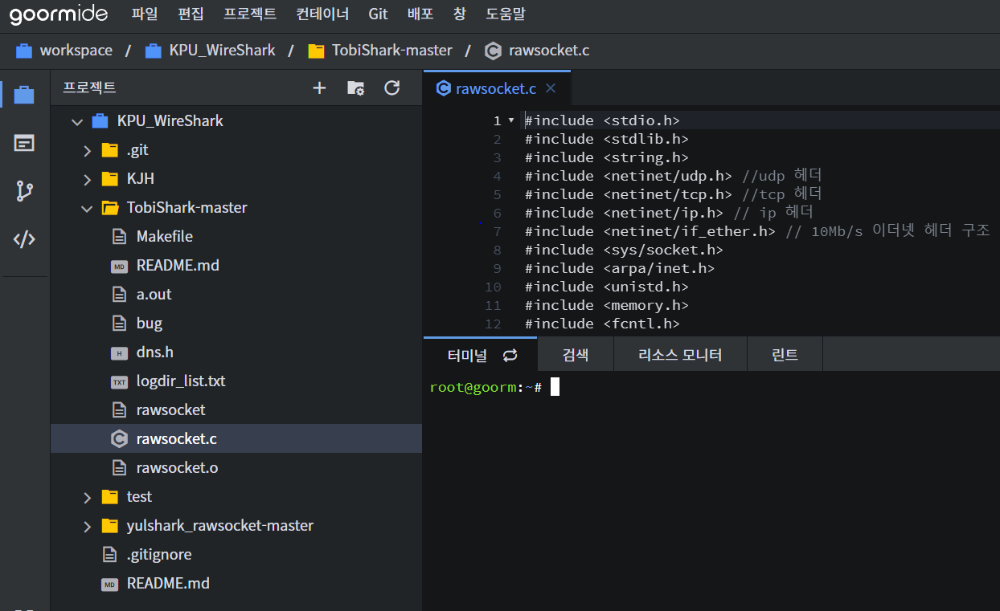 goormide 파일 편집 프로젝트 컨테이너 Git 배포 창 도움말
workspace / KPU_WireShark / TobiShark-master / rawsocket.c
프로젝트
KPU_WireShark
.git
KJH
TobiShark-master
Makefile
MD README.md
a.out
bug
H dns.h
TXT logdir_list.txt
rawsocket
C rawsocket.c
rawsocket.o
test
yulshark_rawsocket-master
.gitignore
MD README.md
rawsocket.c
1 #include <stdio.h>
2 #include <stdlib.h>
3 #include <string.h>
4 #include <netinet/udp.h> //udp 헤더
5 #include <netinet/tcp.h> //tcp 헤더
6 #include <netinet/ip.h> // ip 헤더
7 #include <netinet/if_ether.h> // 10Mb/s 이더넷 헤더 구조
8 #include <sys/socket.h>
9 #include <arpa/inet.h>
10 #include <unistd.h>
11 #include <memory.h>
12 #include <fcntl.h>
터미널 검색 리소스 모니터 린트
root@goorm:~#